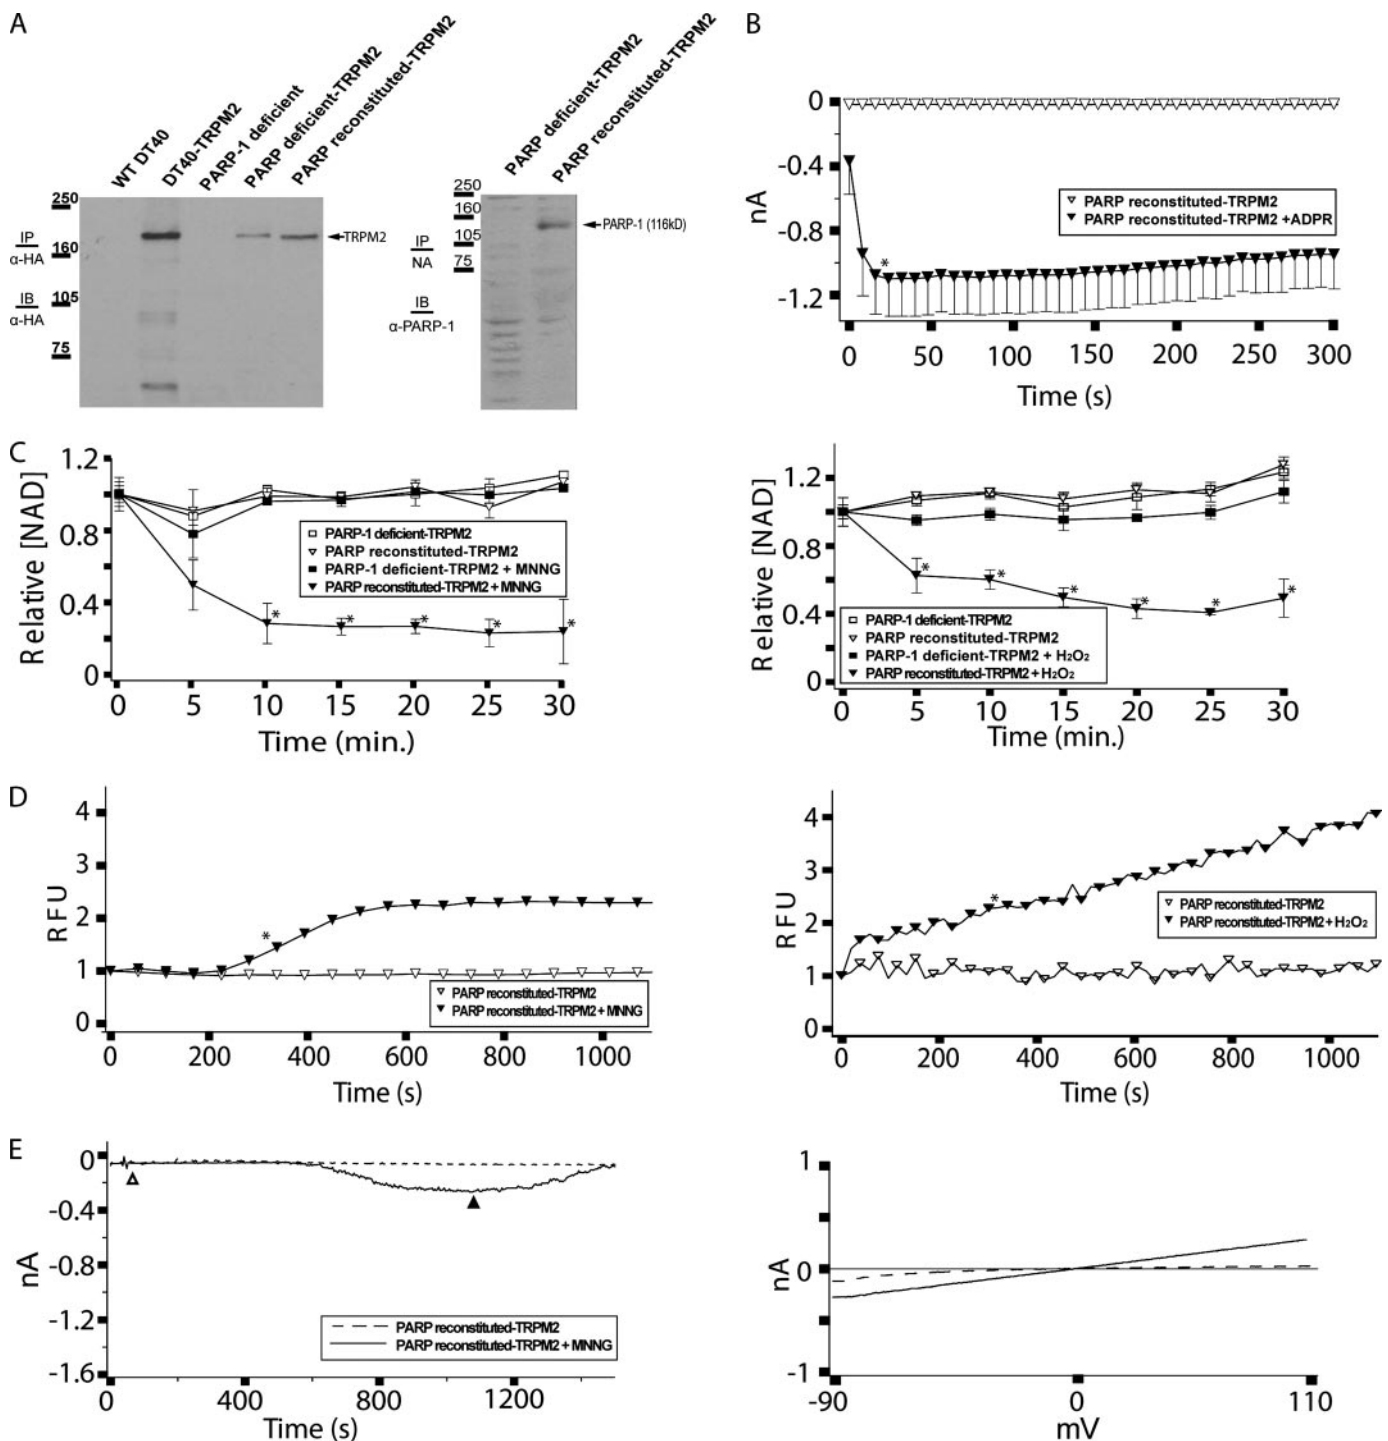 A
WT DT40
DT40-TRPM2
PARP-1 deficient
PARP deficient-TRPM2
PARP reconstituted-TRPM2
250
160
105
75
IP
α-HA
IB
α-HA
TRPM2
PARP deficient-TRPM2
PARP reconstituted-TRPM2
250
160
105
75
IP
NA
IB
α-PARP-1
PARP-1 (116kD)
B
0
-0.4
-0.8
-1.2
nA
*
PARP reconstituted-TRPM2
PARP reconstituted-TRPM2 +ADPR
0 50 100 150 200 250 300
Time (s)
C
1.2
0.8
0.4
0
Relative [NAD]
PARP-1 deficient-TRPM2
PARP reconstituted-TRPM2
PARP-1 deficient-TRPM2 + MNNG
PARP reconstituted-TRPM2 + MNNG
* * * * *
0 5 10 15 20 25 30
Time (min.)
1.2
0.8
0.4
0
Relative [NAD]
* * * * * *
PARP-1 deficient-TRPM2
PARP reconstituted-TRPM2
PARP-1 deficient-TRPM2 + H2O2
PARP reconstituted-TRPM2 + H2O2
0 5 10 15 20 25 30
Time (min.)
D
4
3
2
1
0
RFU
*
PARP reconstituted-TRPM2
PARP reconstituted-TRPM2 + MNNG
0 200 400 600 800 1000
Time (s)
4
3
2
1
0
RFU
*
PARP reconstituted-TRPM2
PARP reconstituted-TRPM2 + H2O2
0 200 400 600 800 1000
Time (s)
E
0
-0.4
-0.8
-1.2
-1.6
nA
PARP reconstituted-TRPM2
PARP reconstituted-TRPM2 + MNNG
0 400 800 1200
Time (s)
1
0
-1
nA
-90 0 110
mV